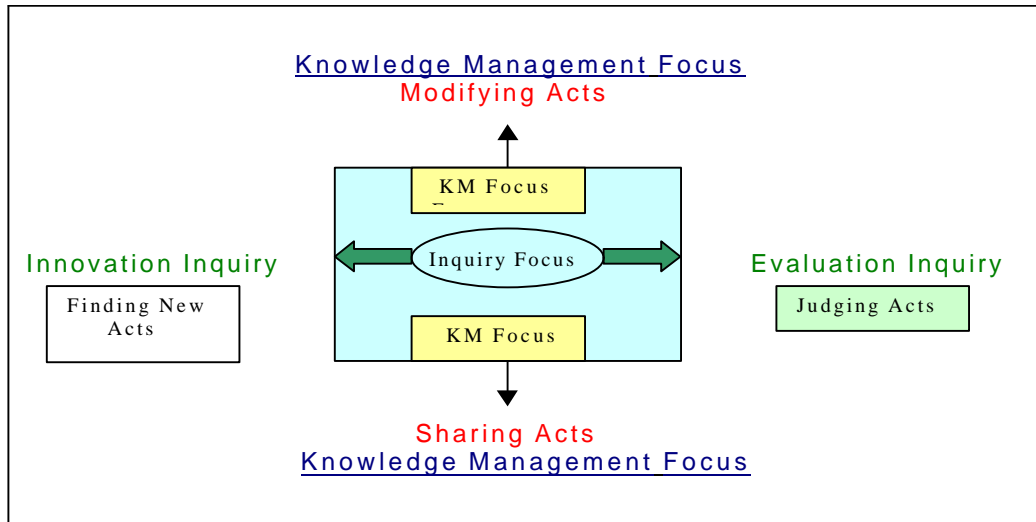 Knowledge Management Focus
Modifying Acts
KM Focus
Innovation Inquiry
Finding New
Acts
Inquiry Focus
Evaluation Inquiry
Judging Acts
KM Focus
Sharing Acts
Knowledge Management Focus